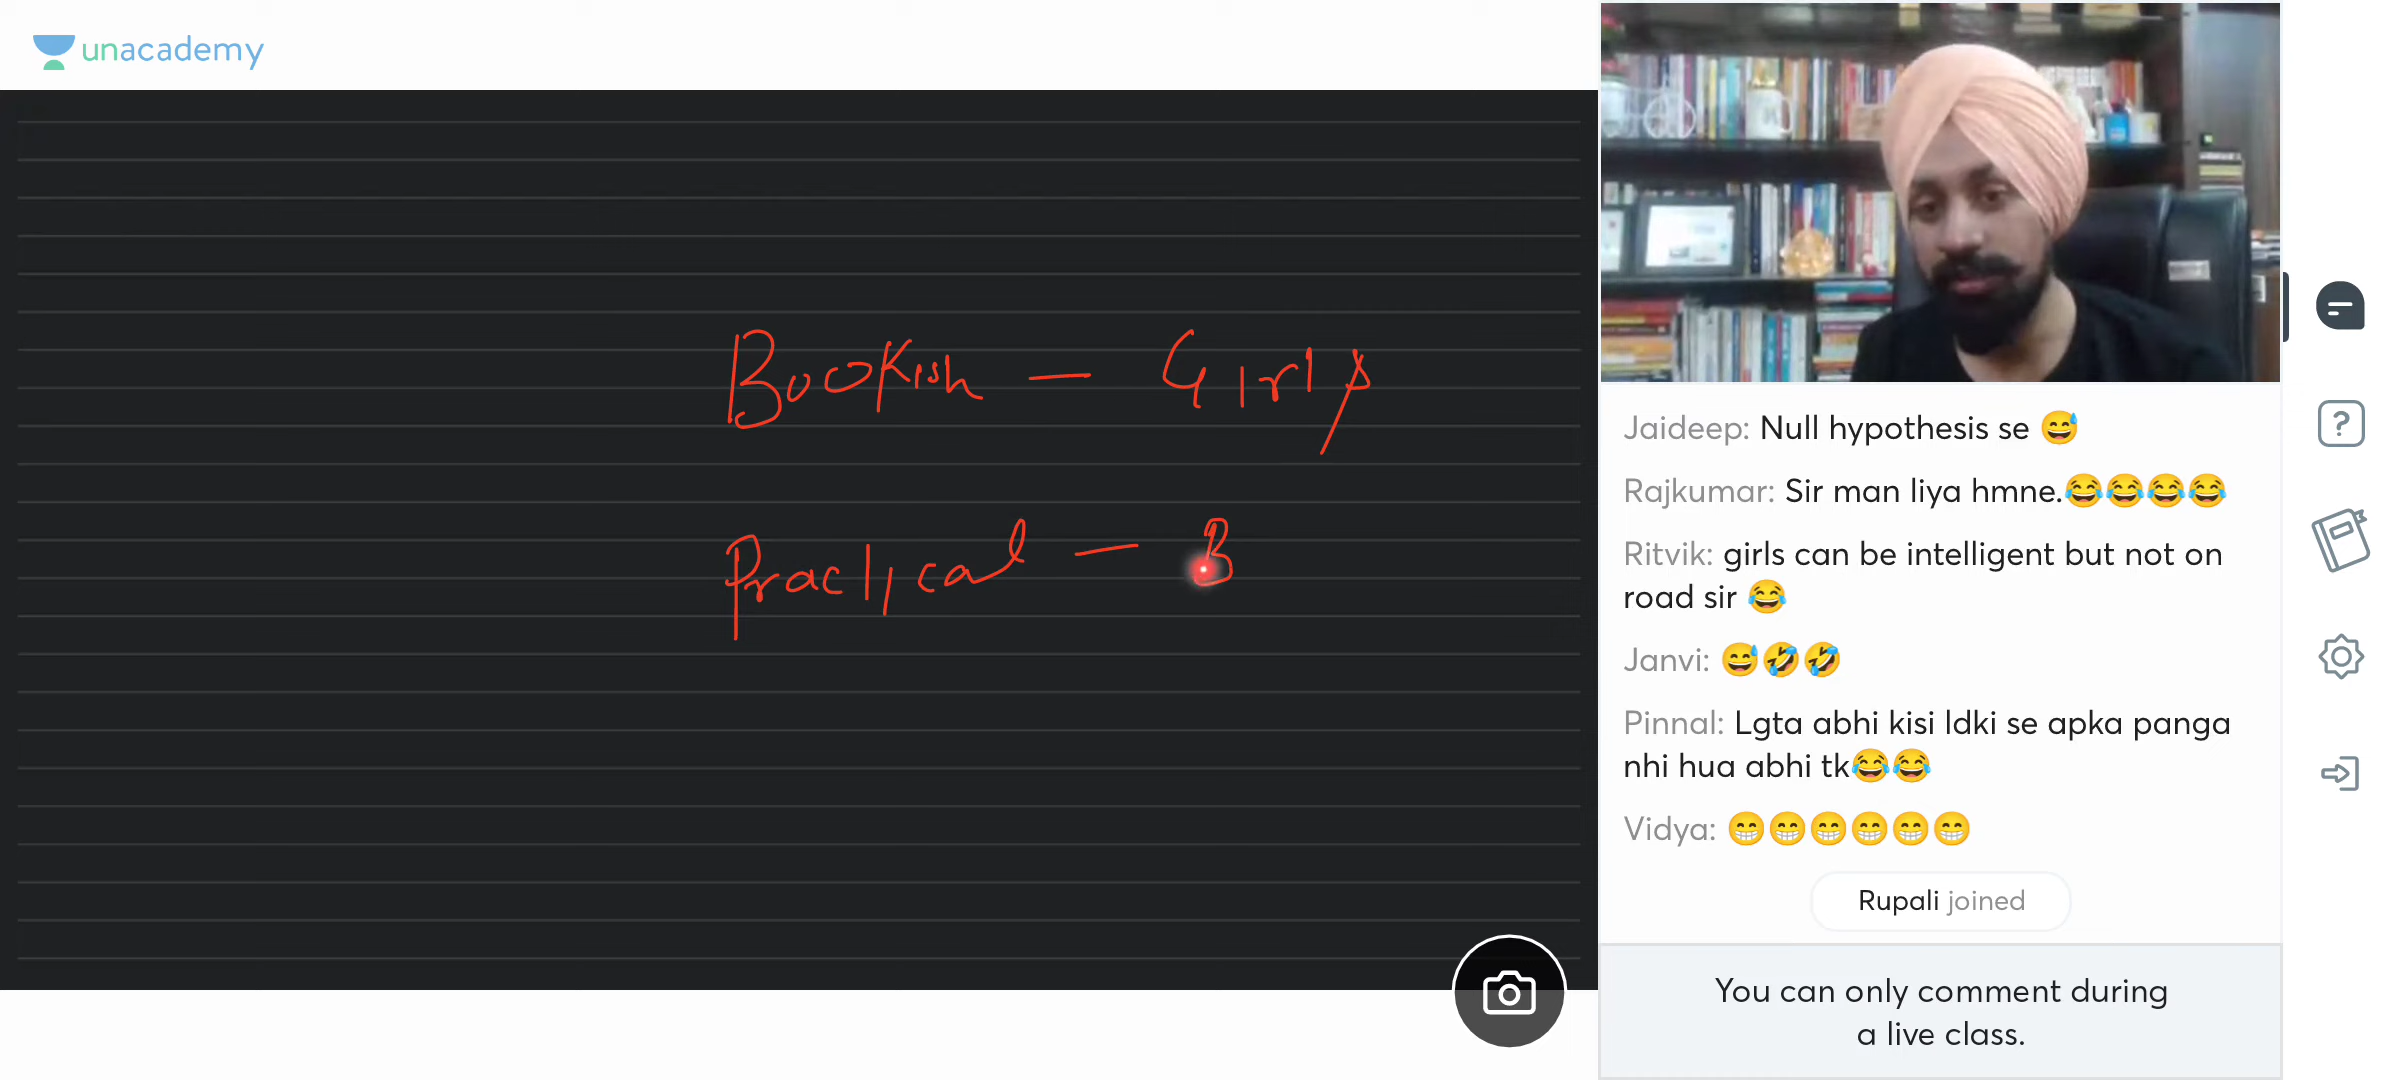 unacademy
Bookish — Girls
Practical — B
Jaideep: Null hypothesis se 😅
Rajkumar: Sir man liya hmne.😂😂😂😂
Ritvik: girls can be intelligent but not on
road sir 😂
Janvi: 😅🤣🤣
Pinnal: Lgta abhi kisi ldki se apka panga
nhi hua abhi tk😂😂
Vidya: 😁😁😁😁😁😁
Rupali joined
You can only comment during
a live class.